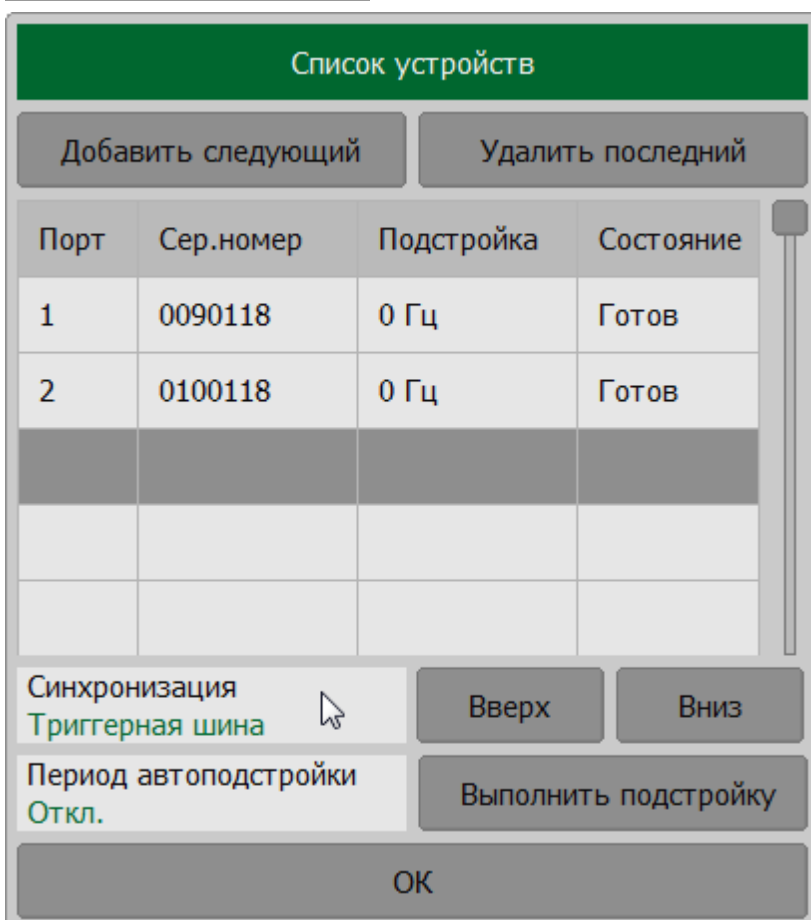 Список устройств
Добавить следующий Удалить последний
Порт Сер.номер Подстройка Состояние
1 0090118 0 Гц Готов
2 0100118 0 Гц Готов
Синхронизация
Триггерная шина
Вверх Вниз
Период автоподстройки
Откл.
Выполнить подстройку
ОК